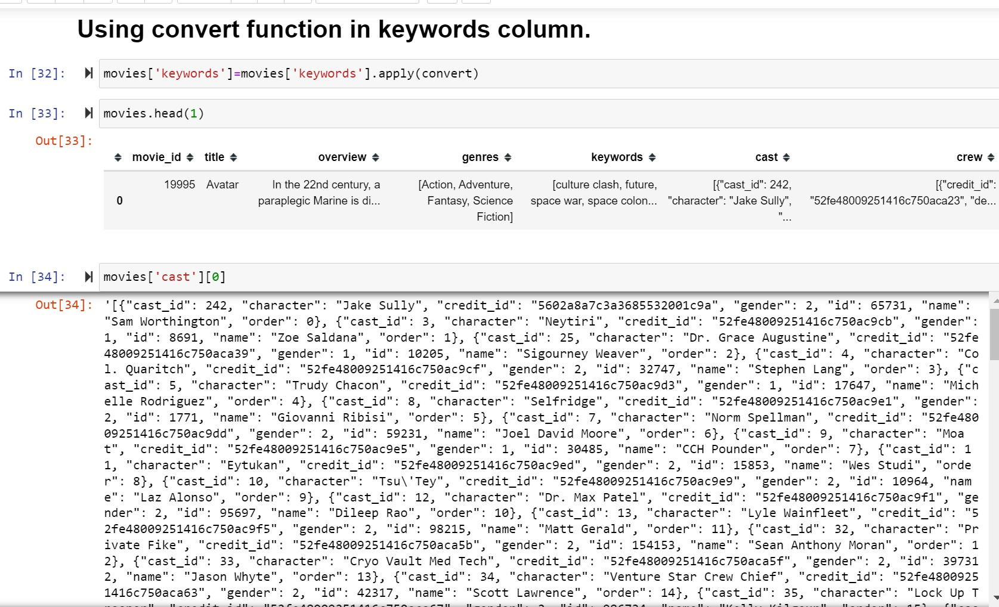 Using convert function in keywords column.
In [32]: movies['keywords']=movies['keywords'].apply(convert)
In [33]: movies.head(1)
Out[33]:
movie_id title overview genres keywords cast crew
19995 Avatar In the 22nd century, a [Action, Adventure, [culture clash, future, [{"cast_id": 242, [{"credit_id":
0 paraplegic Marine is di... Fantasy, Science space war, space colon... "character": "Jake Sully", "52fe48009251416c750aca23", "de...
Fiction] "...
In [34]: movies['cast'][0]
Out[34]: '[{"cast_id": 242, "character": "Jake Sully", "credit_id": "5602a8a7c3a3685532001c9a", "gender": 2, "id": 65731, "name":
"Sam Worthington", "order": 0}, {"cast_id": 3, "character": "Neytiri", "credit_id": "52fe48009251416c750ac9cb", "gender":
1, "id": 8691, "name": "Zoe Saldana", "order": 1}, {"cast_id": 25, "character": "Dr. Grace Augustine", "credit_id": "52fe
48009251416c750aca39", "gender": 1, "id": 10205, "name": "Sigourney Weaver", "order": 2}, {"cast_id": 4, "character": "Co
l. Quaritch", "credit_id": "52fe48009251416c750ac9cf", "gender": 2, "id": 32747, "name": "Stephen Lang", "order": 3}, {"c
ast_id": 5, "character": "Trudy Chacon", "credit_id": "52fe48009251416c750ac9d3", "gender": 1, "id": 17647, "name": "Mich
elle Rodriguez", "order": 4}, {"cast_id": 8, "character": "Selfridge", "credit_id": "52fe48009251416c750ac9e1", "gender":
2, "id": 1771, "name": "Giovanni Ribisi", "order": 5}, {"cast_id": 7, "character": "Norm Spellman", "credit_id": "52fe480
09251416c750ac9dd", "gender": 2, "id": 59231, "name": "Joel David Moore", "order": 6}, {"cast_id": 9, "character": "Moa
t", "credit_id": "52fe48009251416c750ac9e5", "gender": 1, "id": 30485, "name": "CCH Pounder", "order": 7}, {"cast_id": 1
1, "character": "Eytukan", "credit_id": "52fe48009251416c750ac9ed", "gender": 2, "id": 15853, "name": "Wes Studi", "orde
r": 8}, {"cast_id": 10, "character": "Tsu\'Tey", "credit_id": "52fe48009251416c750ac9e9", "gender": 2, "id": 10964, "nam
e": "Laz Alonso", "order": 9}, {"cast_id": 12, "character": "Dr. Max Patel", "credit_id": "52fe48009251416c750ac9f1", "ge
nder": 2, "id": 95697, "name": "Dileep Rao", "order": 10}, {"cast_id": 13, "character": "Lyle Wainfleet", "credit_id": "5
2fe48009251416c750ac9f5", "gender": 2, "id": 98215, "name": "Matt Gerald", "order": 11}, {"cast_id": 32, "character": "Pr
ivate Fike", "credit_id": "52fe48009251416c750aca5b", "gender": 2, "id": 154153, "name": "Sean Anthony Moran", "order": 1
2}, {"cast_id": 33, "character": "Cryo Vault Med Tech", "credit_id": "52fe48009251416c750aca5f", "gender": 2, "id": 39731
2, "name": "Jason Whyte", "order": 13}, {"cast_id": 34, "character": "Venture Star Crew Chief", "credit_id": "52fe4800925
1416c750aca63", "gender": 2, "id": 42317, "name": "Scott Lawrence", "order": 14}, {"cast_id": 35, "character": "Lock Up T